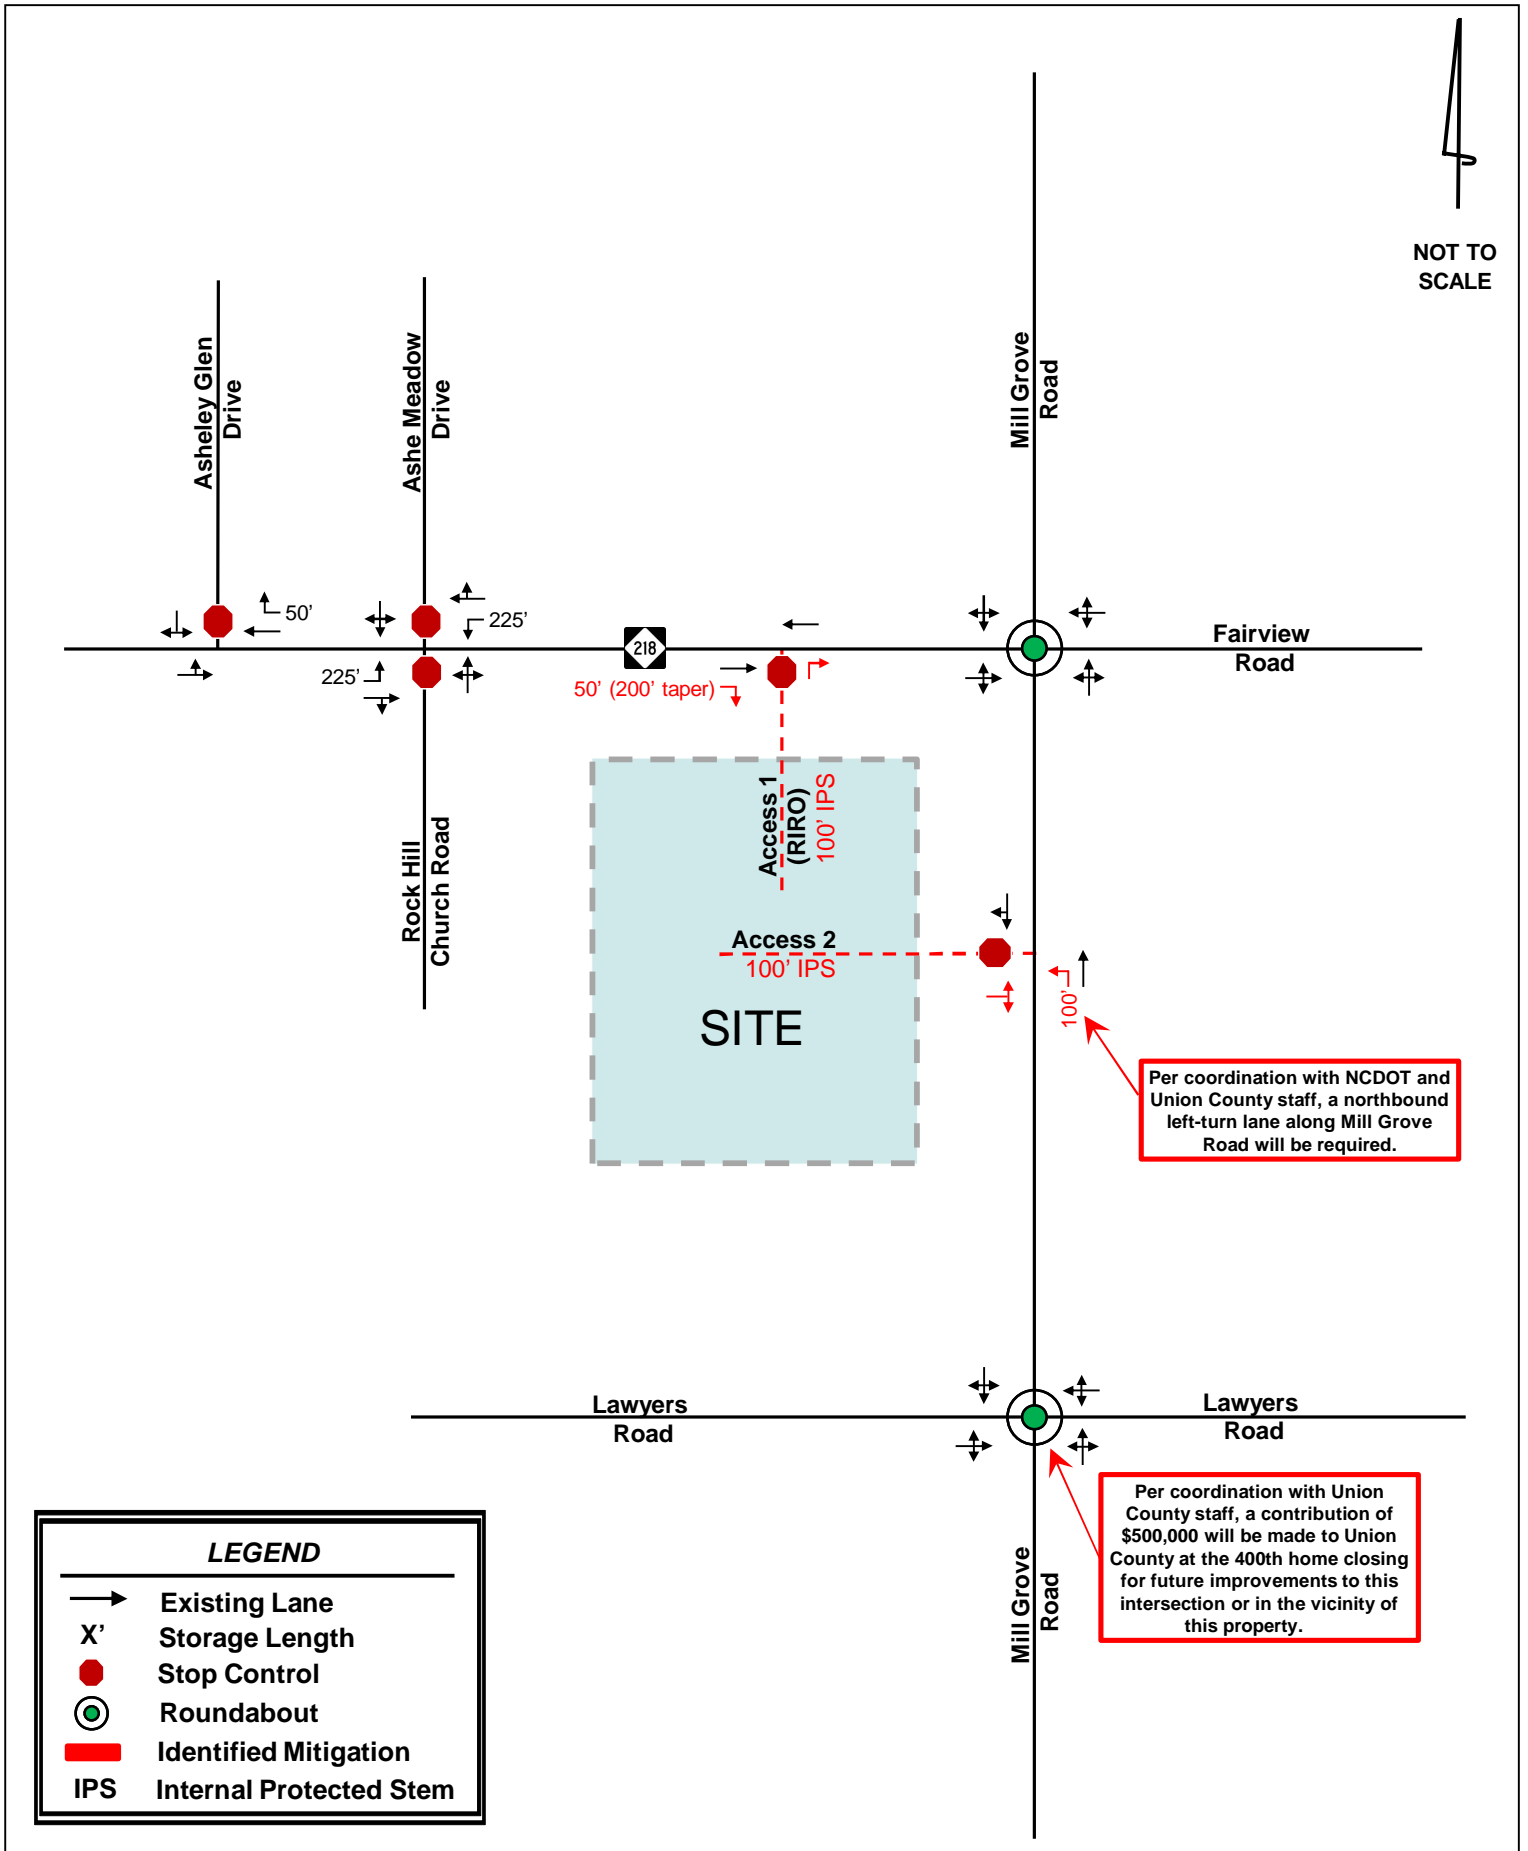 NOT TO
SCALE
Asheley Glen
Drive
Ashe Meadow
Drive
Mill Grove
Road
50'
225'
225'
218
50' (200' taper)
Fairview
Road
Access 1
(RIRO)
100' IPS
Rock Hill
Church Road
Access 2
100' IPS
SITE
100'
Per coordination with NCDOT and
Union County staff, a northbound
left-turn lane along Mill Grove
Road will be required.
Lawyers
Road
Lawyers
Road
Per coordination with Union
County staff, a contribution of
$500,000 will be made to Union
County at the 400th home closing
for future improvements to this
intersection or in the vicinity of
this property.
Mill Grove
Road
LEGEND
Existing Lane
X' Storage Length
Stop Control
Roundabout
Identified Mitigation
IPS Internal Protected Stem